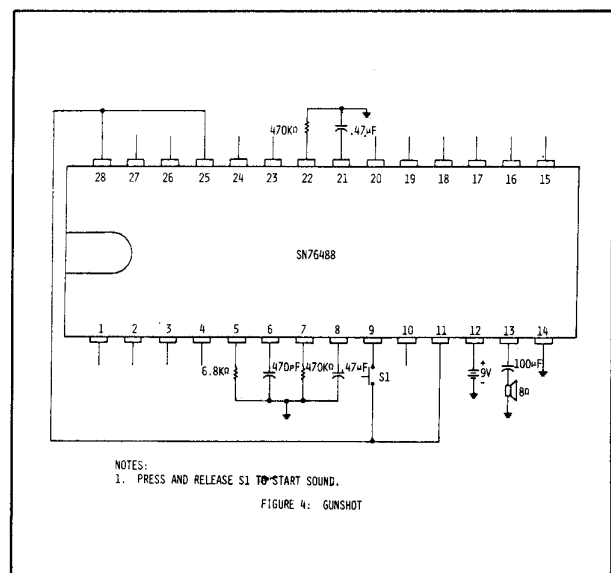 470KΩ .47µF
28 27 26 25 24 23 22 21 20 19 18 17 16 15
SN76488
1 2 3 4 5 6 7 8 9 10 11 12 13 14
6.8KΩ 470pF 470KΩ .47µF S1 + 9V - 100µF 8Ω
NOTES:
1. PRESS AND RELEASE S1 TO START SOUND.
FIGURE 4: GUNSHOT